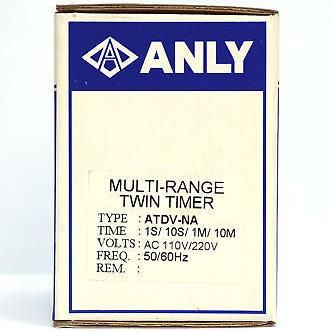 ANLY
MULTI-RANGE
TWIN TIMER
TYPE : ATDV-NA
TIME : 1S/ 10S/ 1M/ 10M
VOLTS : AC 110V/220V
FREQ. : 50/60Hz
REM. :